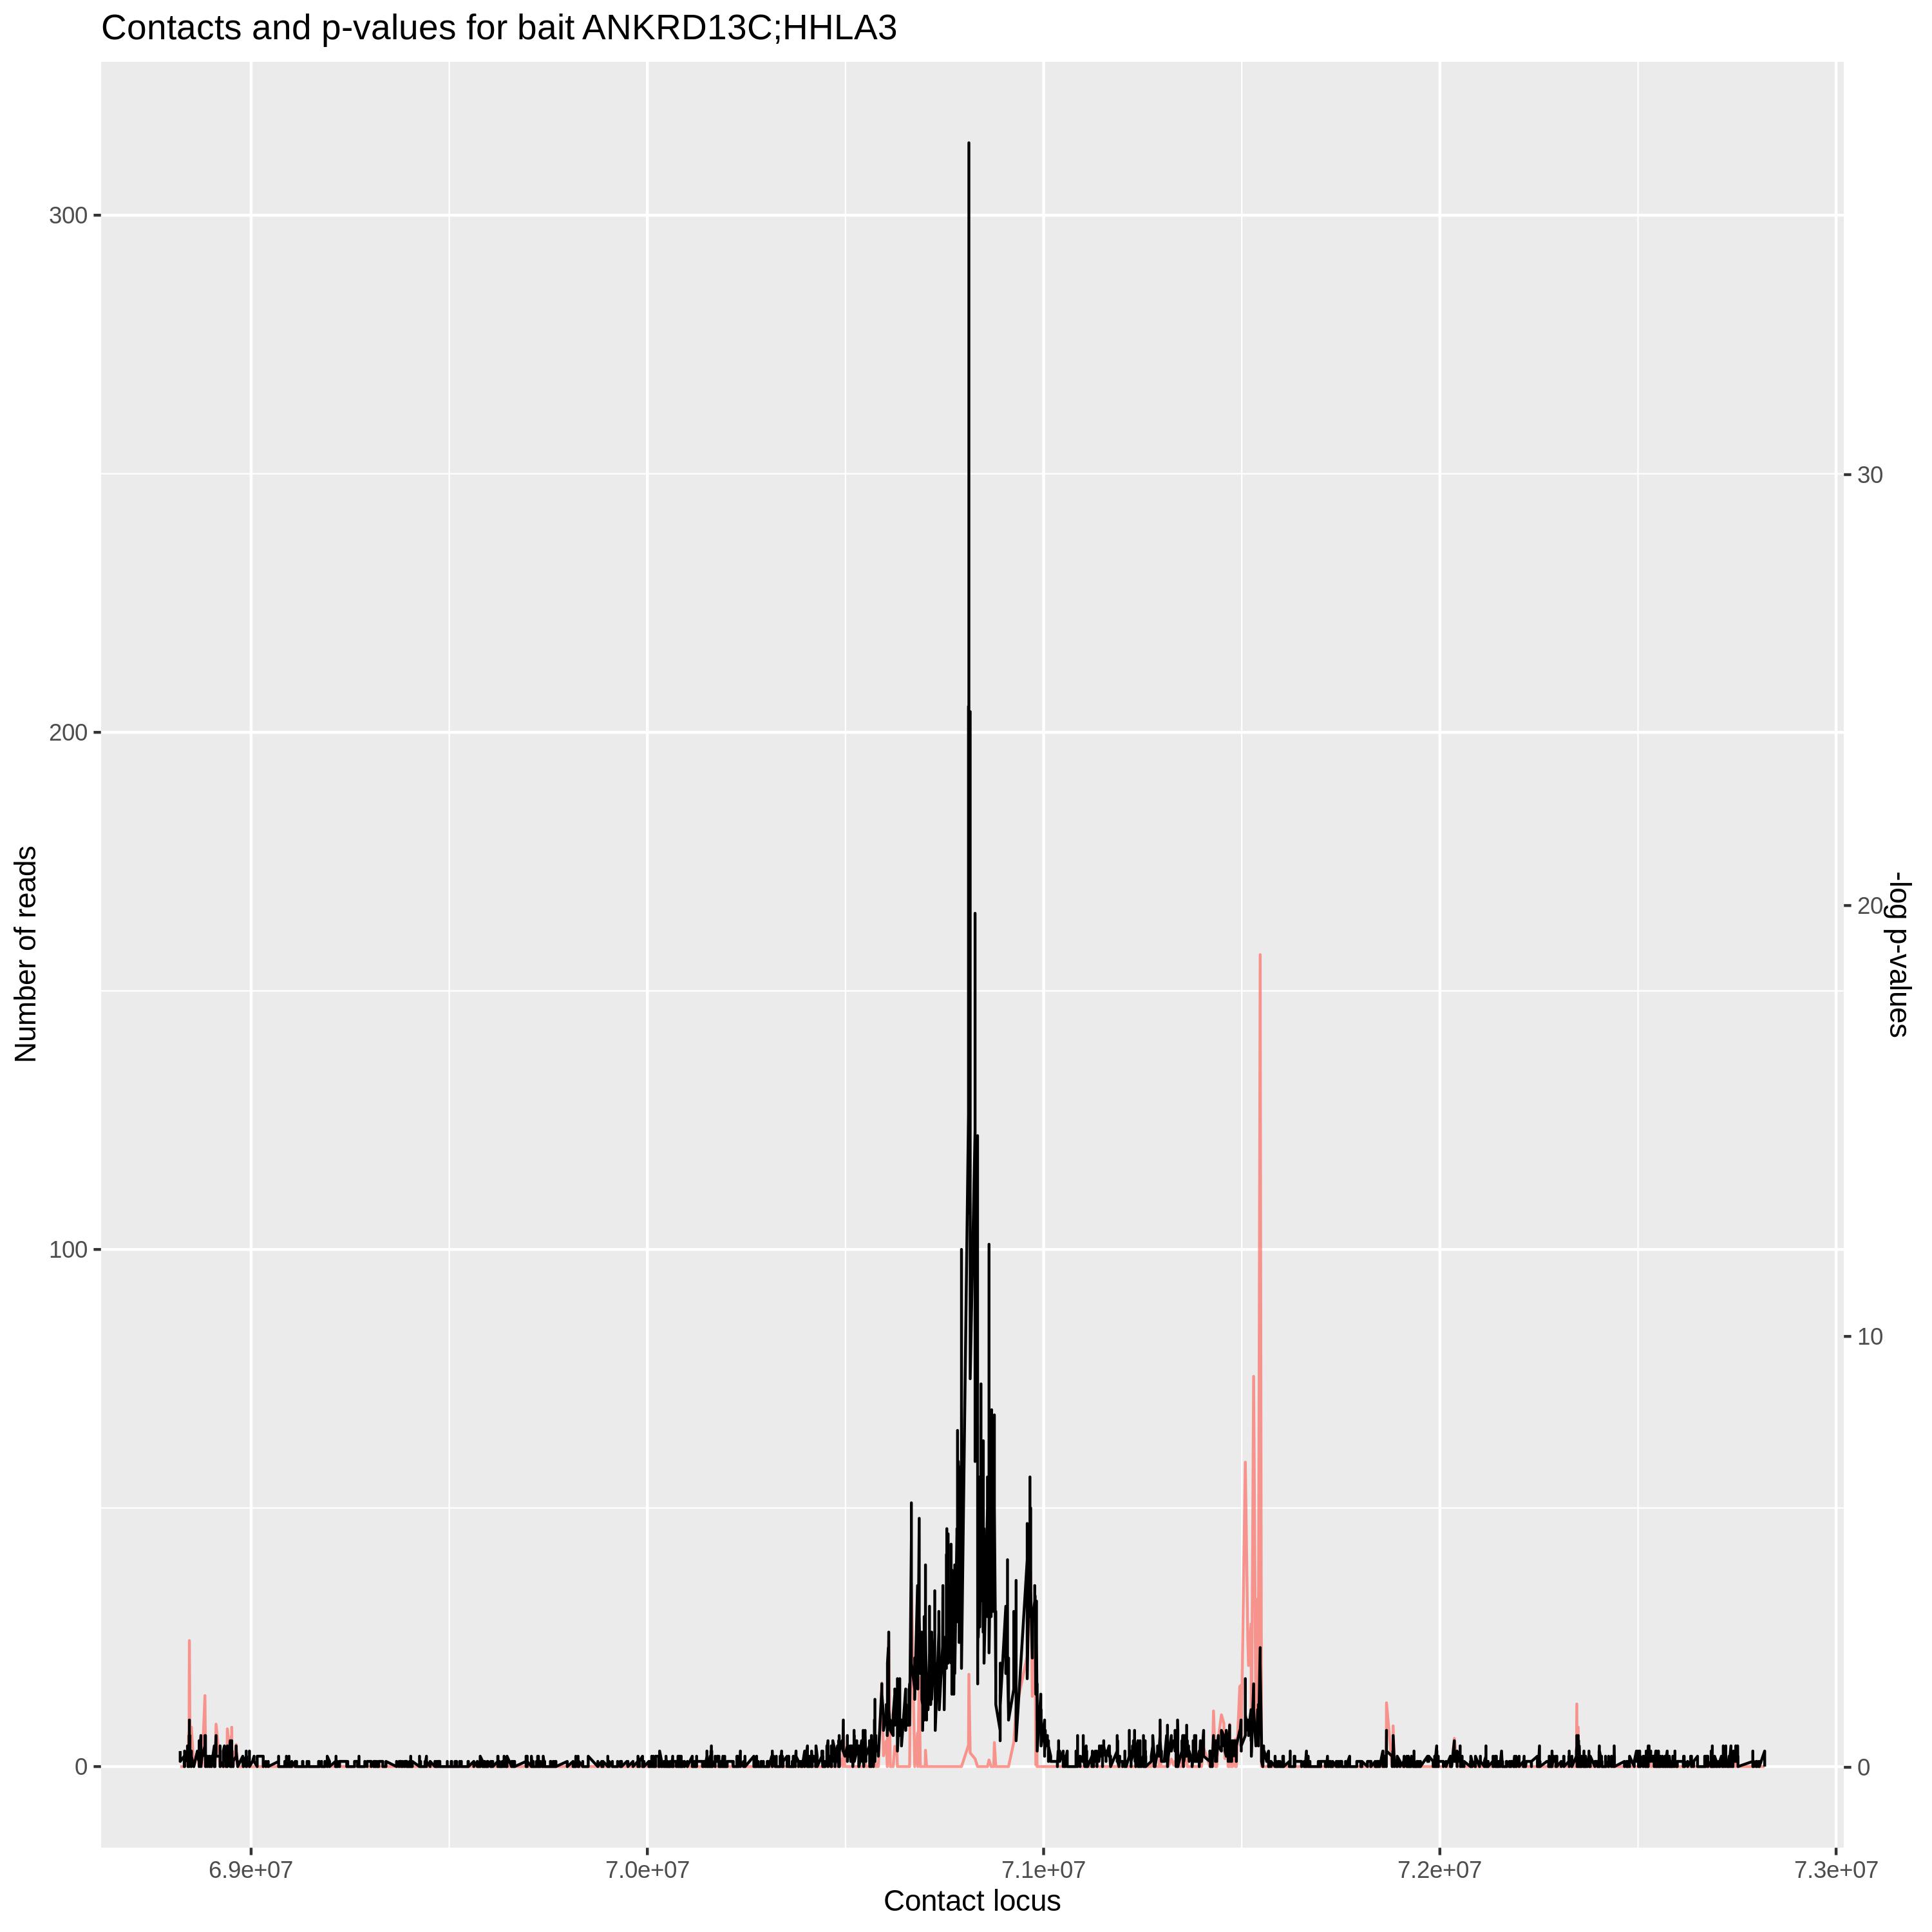 Contacts and p-values for bait ANKRD13C;HHLA3
300
200
100
0
Number of reads
30
20
10
0
-log p-values
6.9e+07
7.0e+07
7.1e+07
7.2e+07
7.3e+07
Contact locus